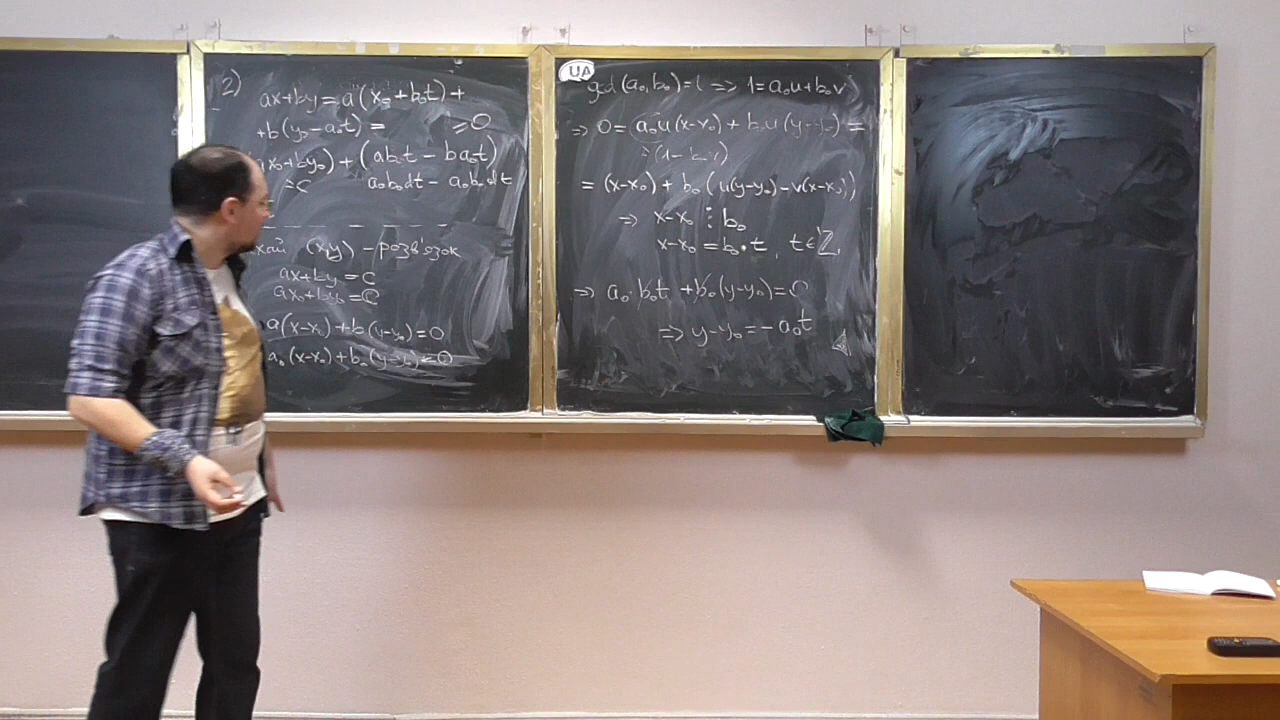 2)
ax+by=a(x₀+b₀t)+
+b(y₀-a₀t)=
=0
x₀+by₀)+(ab₀t-ba₀t)
=c
a₀b₀dt-a₀b₀dt
хай (x,y) - розв'язок
ax+by=c
ax₀+by₀=c
a(x-x₀)+b(y-y₀)=0
a₀(x-x₀)+b₀(y-y₀)=0
UA
gcd(a₀,b₀)=1 => 1=a₀u+b₀v
=> 0=a₀u(x-x₀)+b₀u(y-y₀)=
=(1-b₀v)
=(x-x₀)+b₀(u(y-y₀)-v(x-x₀))
=> x-x₀ ⋮ b₀
x-x₀=b₀·t, t∈ℤ,
=> a₀·b₀t+b₀(y-y₀)=0
=> y-y₀=-a₀t